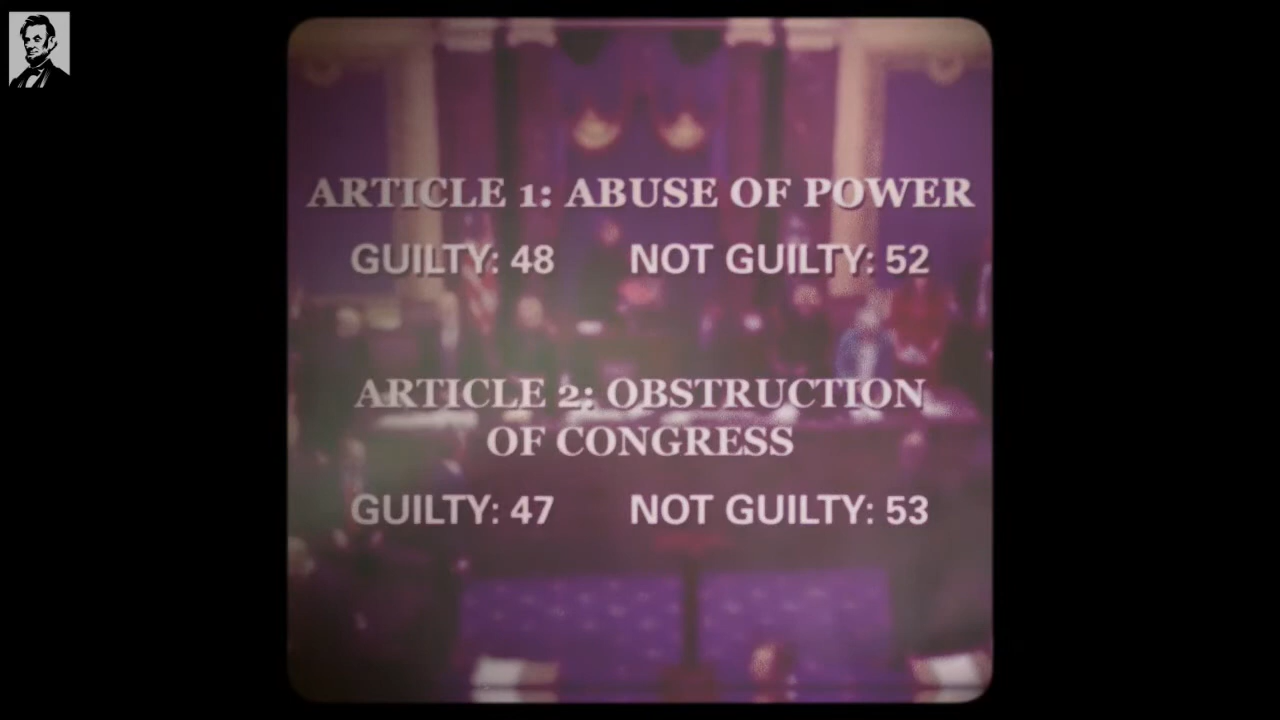 ARTICLE 1: ABUSE OF POWER
GUILTY: 48 NOT GUILTY: 52
ARTICLE 2: OBSTRUCTION
OF CONGRESS
GUILTY: 47 NOT GUILTY: 53